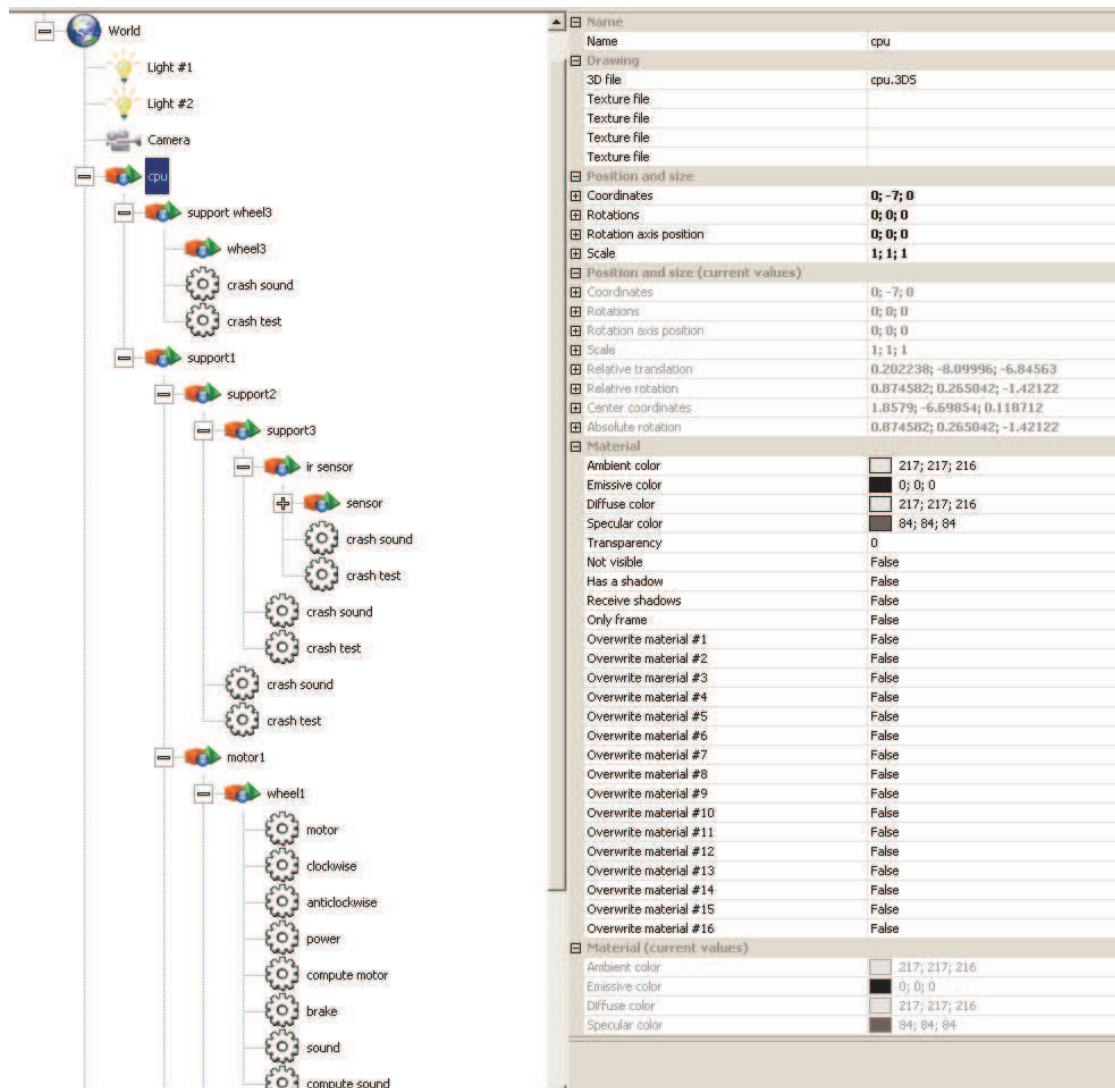 World
Light #1
Light #2
Camera
cpu
support wheel3
wheel3
crash sound
crash test
support1
support2
support3
ir sensor
sensor
crash sound
crash test
crash sound
crash test
crash sound
crash test
motor1
wheel1
motor
clockwise
anticlockwise
power
compute motor
brake
sound
compute sound
Name
Name cpu
Drawing
3D file cpu.3DS
Texture file
Texture file
Texture file
Texture file
Position and size
Coordinates 0; -7; 0
Rotations 0; 0; 0
Rotation axis position 0; 0; 0
Scale 1; 1; 1
Position and size (current values)
Coordinates 0; -7; 0
Rotations 0; 0; 0
Rotation axis position 0; 0; 0
Scale 1; 1; 1
Relative translation 0.202238; -8.09996; -6.84563
Relative rotation 0.874582; 0.265042; -1.42122
Center coordinates 1.8579; -6.69854; 0.118712
Absolute rotation 0.874582; 0.265042; -1.42122
Material
Ambient color 217; 217; 216
Emissive color 0; 0; 0
Diffuse color 217; 217; 216
Specular color 84; 84; 84
Transparency 0
Not visible False
Has a shadow False
Receive shadows False
Only frame False
Overwrite material #1 False
Overwrite material #2 False
Overwrite marerial #3 False
Overwrite material #4 False
Overwrite material #5 False
Overwrite material #6 False
Overwrite material #7 False
Overwrite material #8 False
Overwrite material #9 False
Overwrite material #10 False
Overwrite material #11 False
Overwrite material #12 False
Overwrite material #13 False
Overwrite material #14 False
Overwrite material #15 False
Overwrite material #16 False
Material (current values)
Ambient color 217; 217; 216
Emissive color 0; 0; 0
Diffuse color 217; 217; 216
Specular color 84; 84; 84